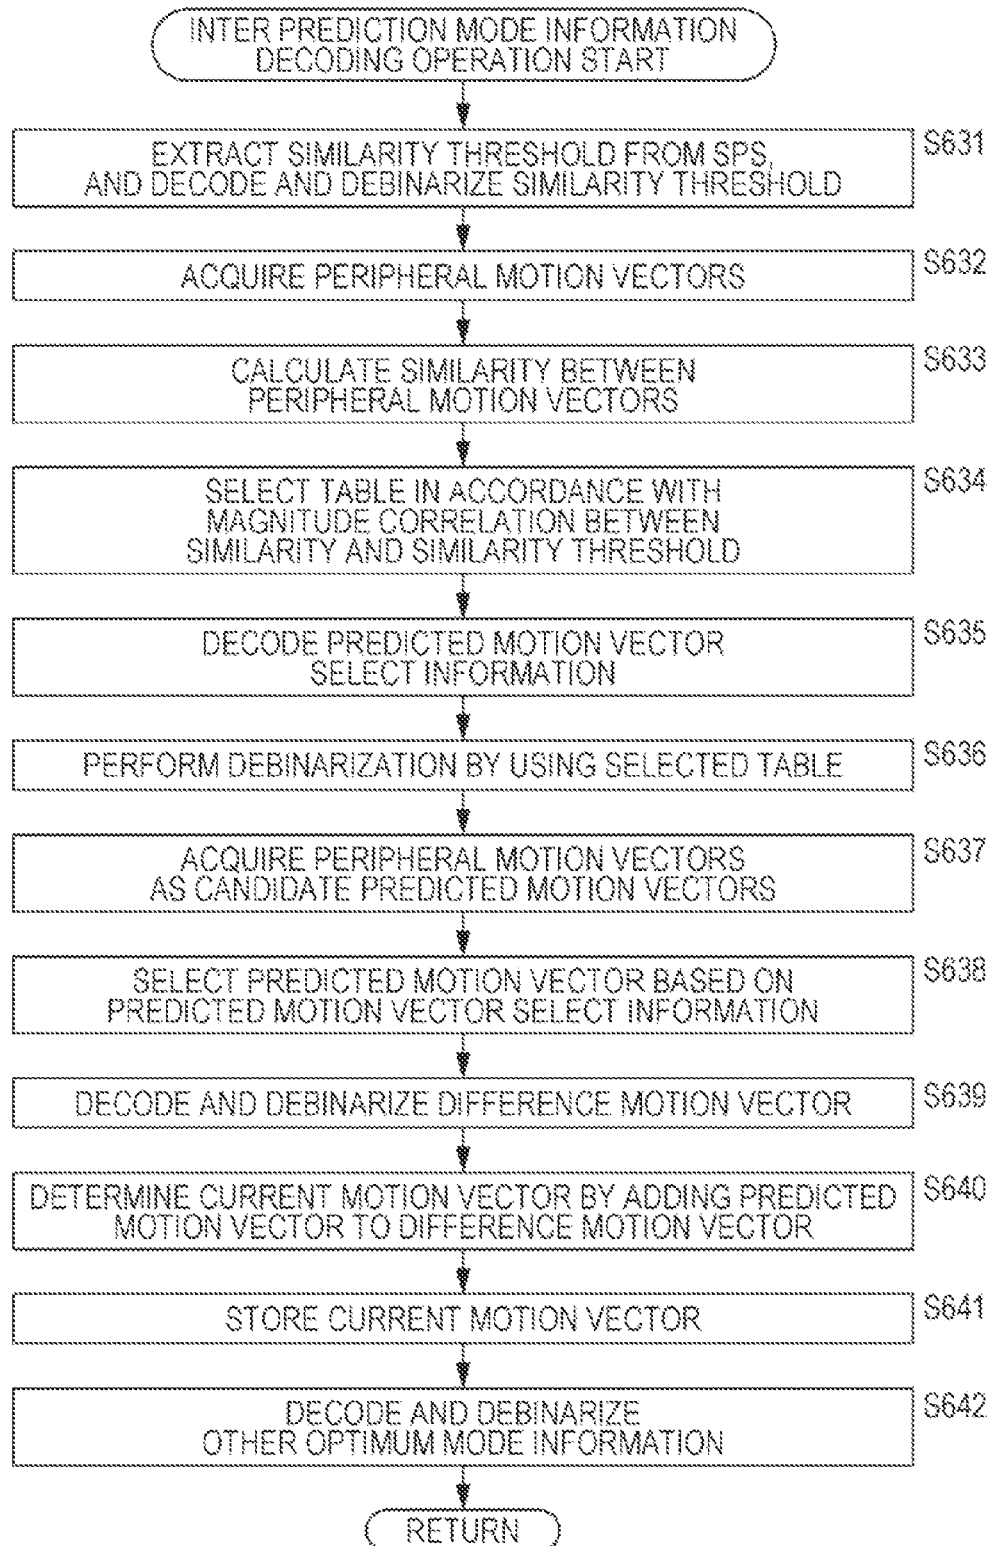 INTER PREDICTION MODE INFORMATION
DECODING OPERATION START
S631
EXTRACT SIMILARITY THRESHOLD FROM SPS,
AND DECODE AND DEBINARIZE SIMILARITY THRESHOLD
S632
ACQUIRE PERIPHERAL MOTION VECTORS
S633
CALCULATE SIMILARITY BETWEEN
PERIPHERAL MOTION VECTORS
S634
SELECT TABLE IN ACCORDANCE WITH
MAGNITUDE CORRELATION BETWEEN
SIMILARITY AND SIMILARITY THRESHOLD
S635
DECODE PREDICTED MOTION VECTOR
SELECT INFORMATION
S636
PERFORM DEBINARIZATION BY USING SELECTED TABLE
S637
ACQUIRE PERIPHERAL MOTION VECTORS
AS CANDIDATE PREDICTED MOTION VECTORS
S638
SELECT PREDICTED MOTION VECTOR BASED ON
PREDICTED MOTION VECTOR SELECT INFORMATION
S639
DECODE AND DEBINARIZE DIFFERENCE MOTION VECTOR
S640
DETERMINE CURRENT MOTION VECTOR BY ADDING PREDICTED
MOTION VECTOR TO DIFFERENCE MOTION VECTOR
S641
STORE CURRENT MOTION VECTOR
S642
DECODE AND DEBINARIZE
OTHER OPTIMUM MODE INFORMATION
RETURN